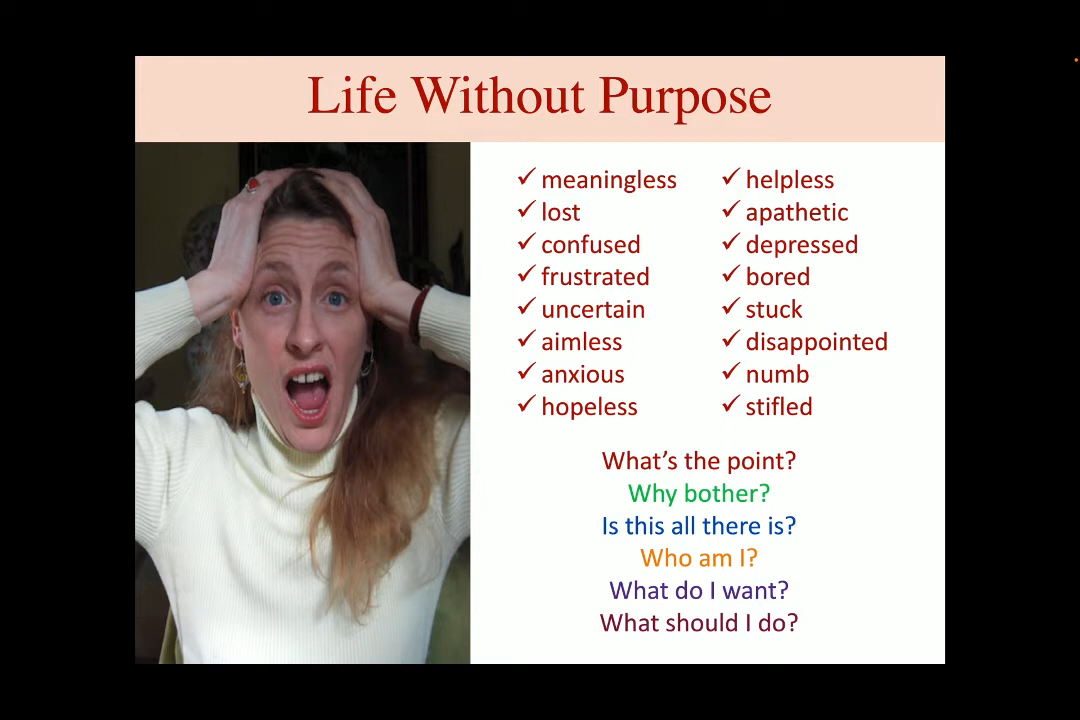 Life Without Purpose
✓ meaningless
✓ lost
✓ confused
✓ frustrated
✓ uncertain
✓ aimless
✓ anxious
✓ hopeless
✓ helpless
✓ apathetic
✓ depressed
✓ bored
✓ stuck
✓ disappointed
✓ numb
✓ stifled
What’s the point?
Why bother?
Is this all there is?
Who am I?
What do I want?
What should I do?